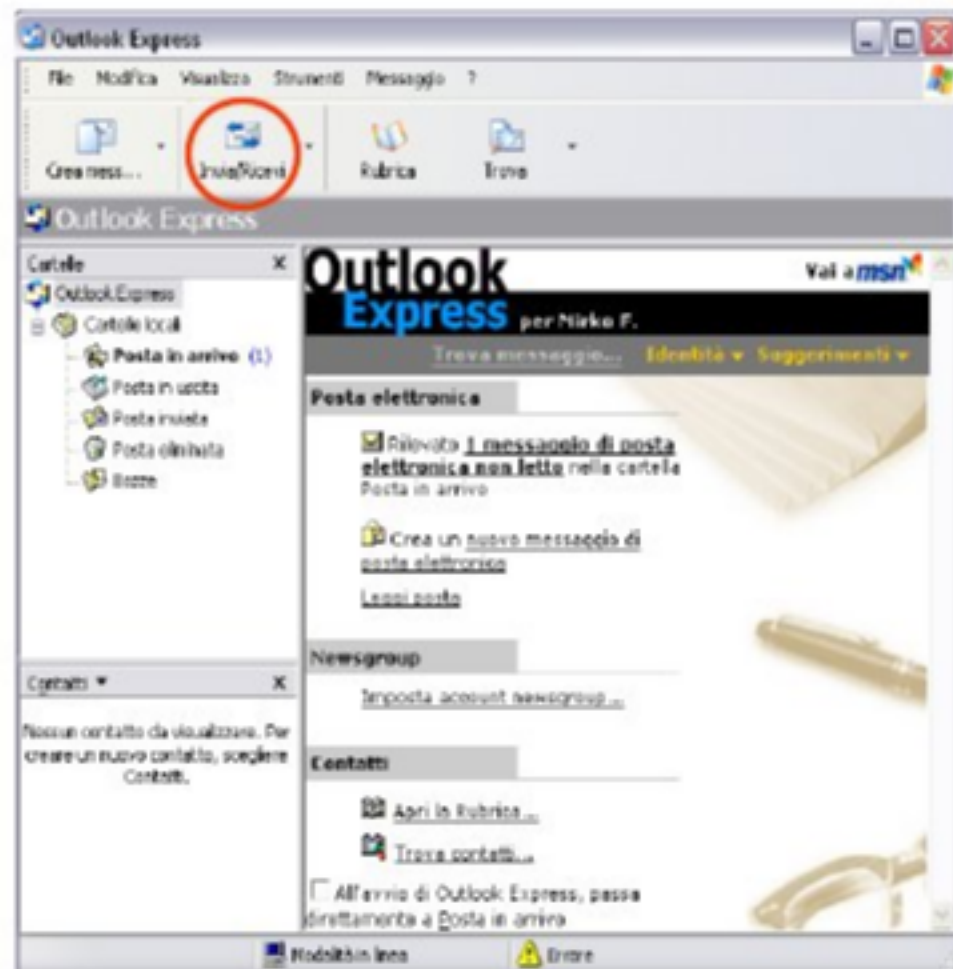 Outlook Express
File Modifica Visualizza Strumenti Messaggio ?
Crea mess... Invia/Ricevi Rubrica Trova
Outlook Express
Cartelle x
Outlook Express
Cartelle locali
Posta in arrivo (1)
Posta in uscita
Posta inviata
Posta eliminata
Bozze
Contatti ▾ x
Nessun contatto da visualizzare. Per
creare un nuovo contatto, scegliere
Contatti.
Outlook
Express per Mirko F.
Vai a msn
Trova messaggio... Identità ▾ Suggerimenti ▾
Posta elettronica
Rilevato 1 messaggio di posta
elettronica non letto nella cartella
Posta in arrivo
Crea un nuovo messaggio di
posta elettronica
Leggi posta
Newsgroup
Imposta account newsgroup...
Contatti
Apri la Rubrica...
Trova contatti...
All'avvio di Outlook Express, passa
direttamente a Posta in arrivo
Modalità in linea Errore